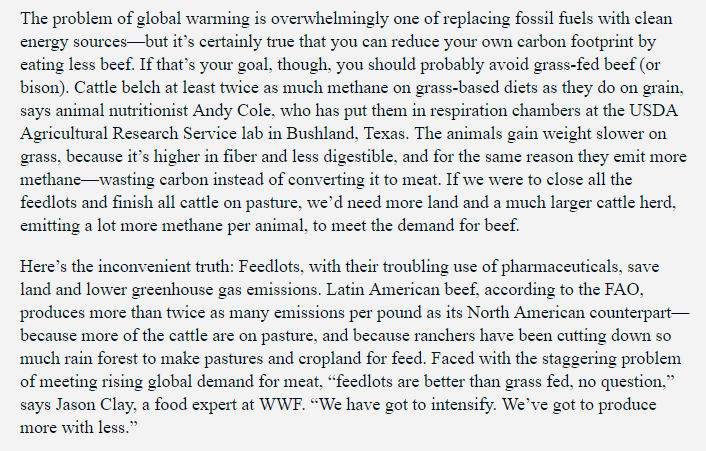 The problem of global warming is overwhelmingly one of replacing fossil fuels with clean
energy sources—but it’s certainly true that you can reduce your own carbon footprint by
eating less beef. If that’s your goal, though, you should probably avoid grass-fed beef (or
bison). Cattle belch at least twice as much methane on grass-based diets as they do on grain,
says animal nutritionist Andy Cole, who has put them in respiration chambers at the USDA
Agricultural Research Service lab in Bushland, Texas. The animals gain weight slower on
grass, because it’s higher in fiber and less digestible, and for the same reason they emit more
methane—wasting carbon instead of converting it to meat. If we were to close all the
feedlots and finish all cattle on pasture, we’d need more land and a much larger cattle herd,
emitting a lot more methane per animal, to meet the demand for beef.
Here’s the inconvenient truth: Feedlots, with their troubling use of pharmaceuticals, save
land and lower greenhouse gas emissions. Latin American beef, according to the FAO,
produces more than twice as many emissions per pound as its North American counterpart—
because more of the cattle are on pasture, and because ranchers have been cutting down so
much rain forest to make pastures and cropland for feed. Faced with the staggering problem
of meeting rising global demand for meat, “feedlots are better than grass fed, no question,”
says Jason Clay, a food expert at WWF. “We have got to intensify. We’ve got to produce
more with less.”